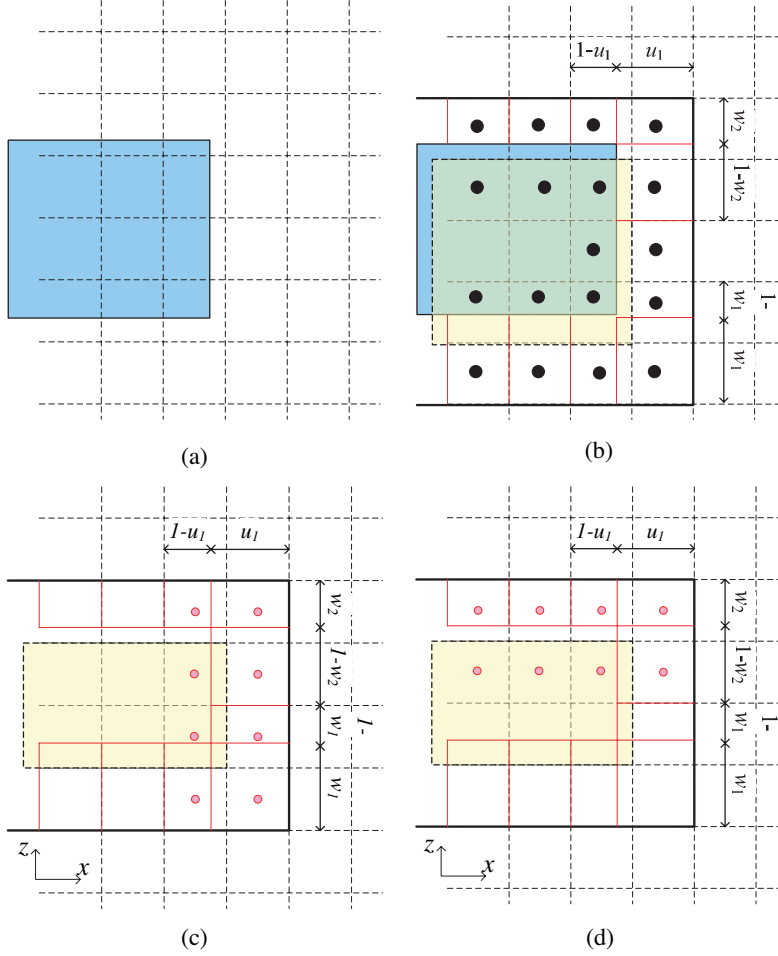 (a)
1-u₁ u₁
w₂
1-w₂
w₁
1-
w₁
(b)
1-u₁ u₁
w₂
1-w₂
w₁
1-
w₁
z
x
(c)
1-u₁ u₁
w₂
1-w₂
w₁
1-
w₁
z
x
(d)